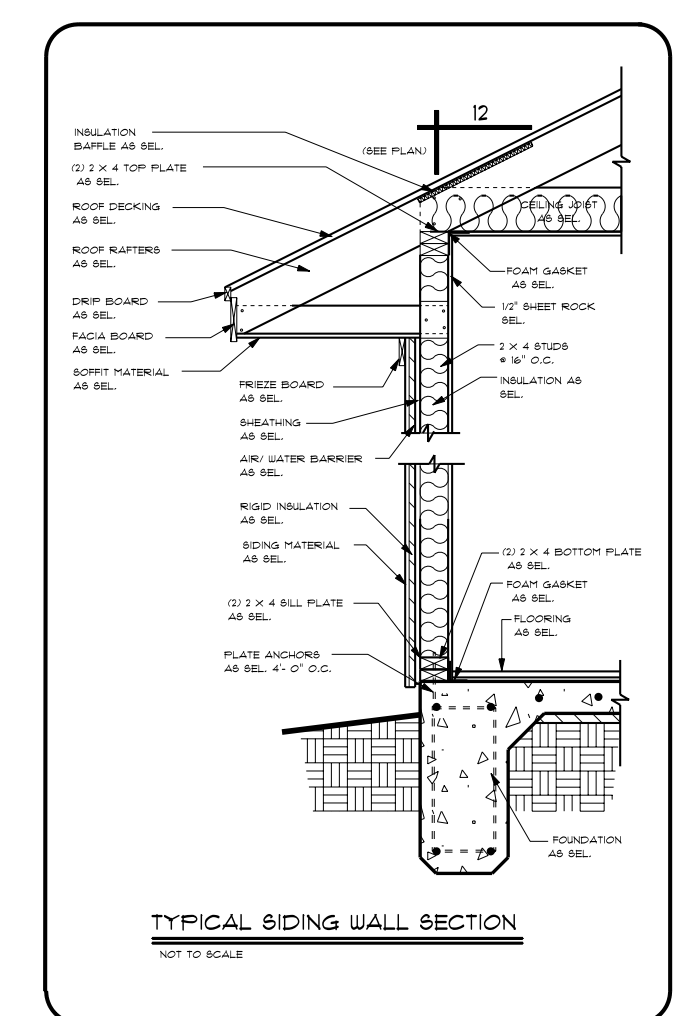 12
(SEE PLAN)
INSULATION
BAFFLE AS SEL.
(2) 2 X 4 TOP PLATE
AS SEL.
ROOF DECKING
AS SEL.
ROOF RAFTERS
AS SEL.
DRIP BOARD
AS SEL.
FACIA BOARD
AS SEL.
SOFFIT MATERIAL
AS SEL.
CEILING JOIST
AS SEL.
FOAM GASKET
AS SEL.
1/2" SHEET ROCK
SEL.
2 X 4 STUDS
@ 16" O.C.
INSULATION AS
SEL.
FRIEZE BOARD
AS SEL.
SHEATHING
AS SEL.
AIR/ WATER BARRIER
AS SEL.
RIGID INSULATION
AS SEL.
SIDING MATERIAL
AS SEL.
(2) 2 X 4 SILL PLATE
AS SEL.
PLATE ANCHORS
AS SEL. 4'- 0" O.C.
(2) 2 X 4 BOTTOM PLATE
AS SEL.
FOAM GASKET
AS SEL.
FLOORING
AS SEL.
FOUNDATION
AS SEL.
TYPICAL SIDING WALL SECTION
NOT TO SCALE